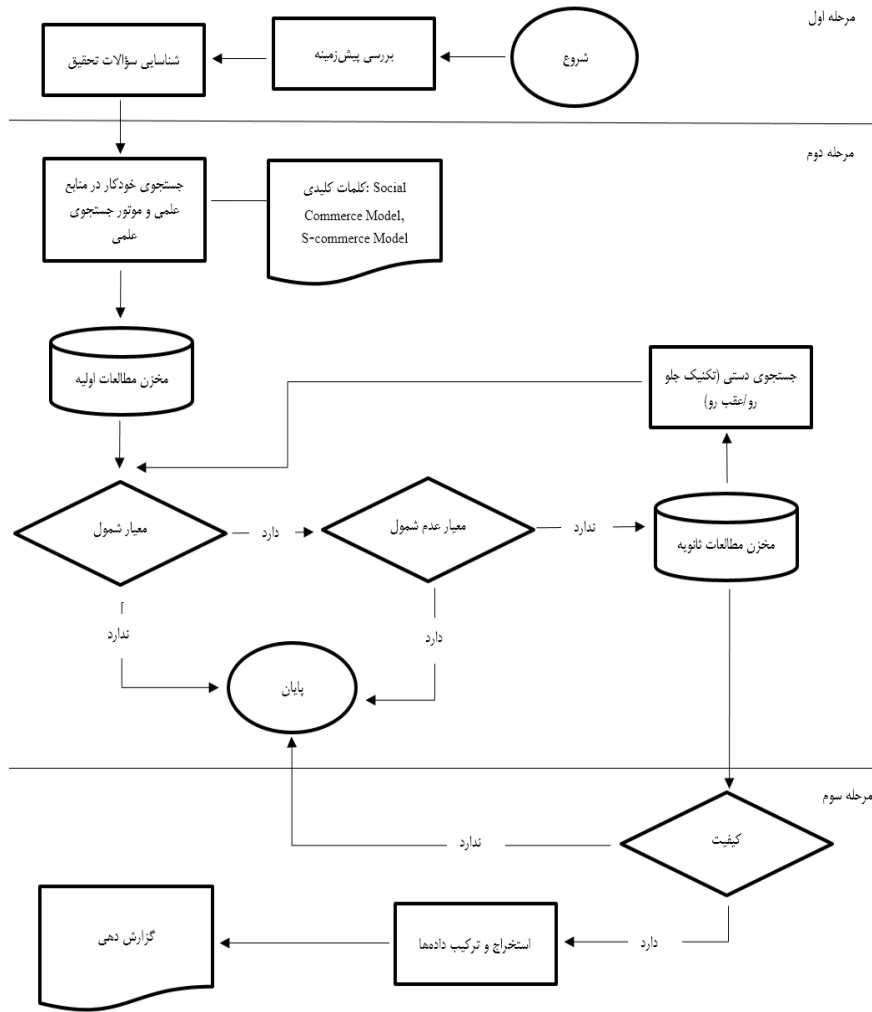 مرحله اول
شروع
بررسی پیش‌زمینه
شناسایی سؤالات تحقیق
مرحله دوم
جستجوی خودکار در منابع
علمی و موتور جستجوی
علمی
کلمات کلیدی: Social
Commerce Model,
S-commerce Model
مخزن مطالعات اولیه
جستجوی دستی (تکنیک جلو
رو/عقب رو)
معیار شمول
دارد
معیار عدم شمول
ندارد
مخزن مطالعات ثانویه
ندارد
دارد
پایان
مرحله سوم
کیفیت
ندارد
دارد
استخراج و ترکیب داده‌ها
گزارش دهی